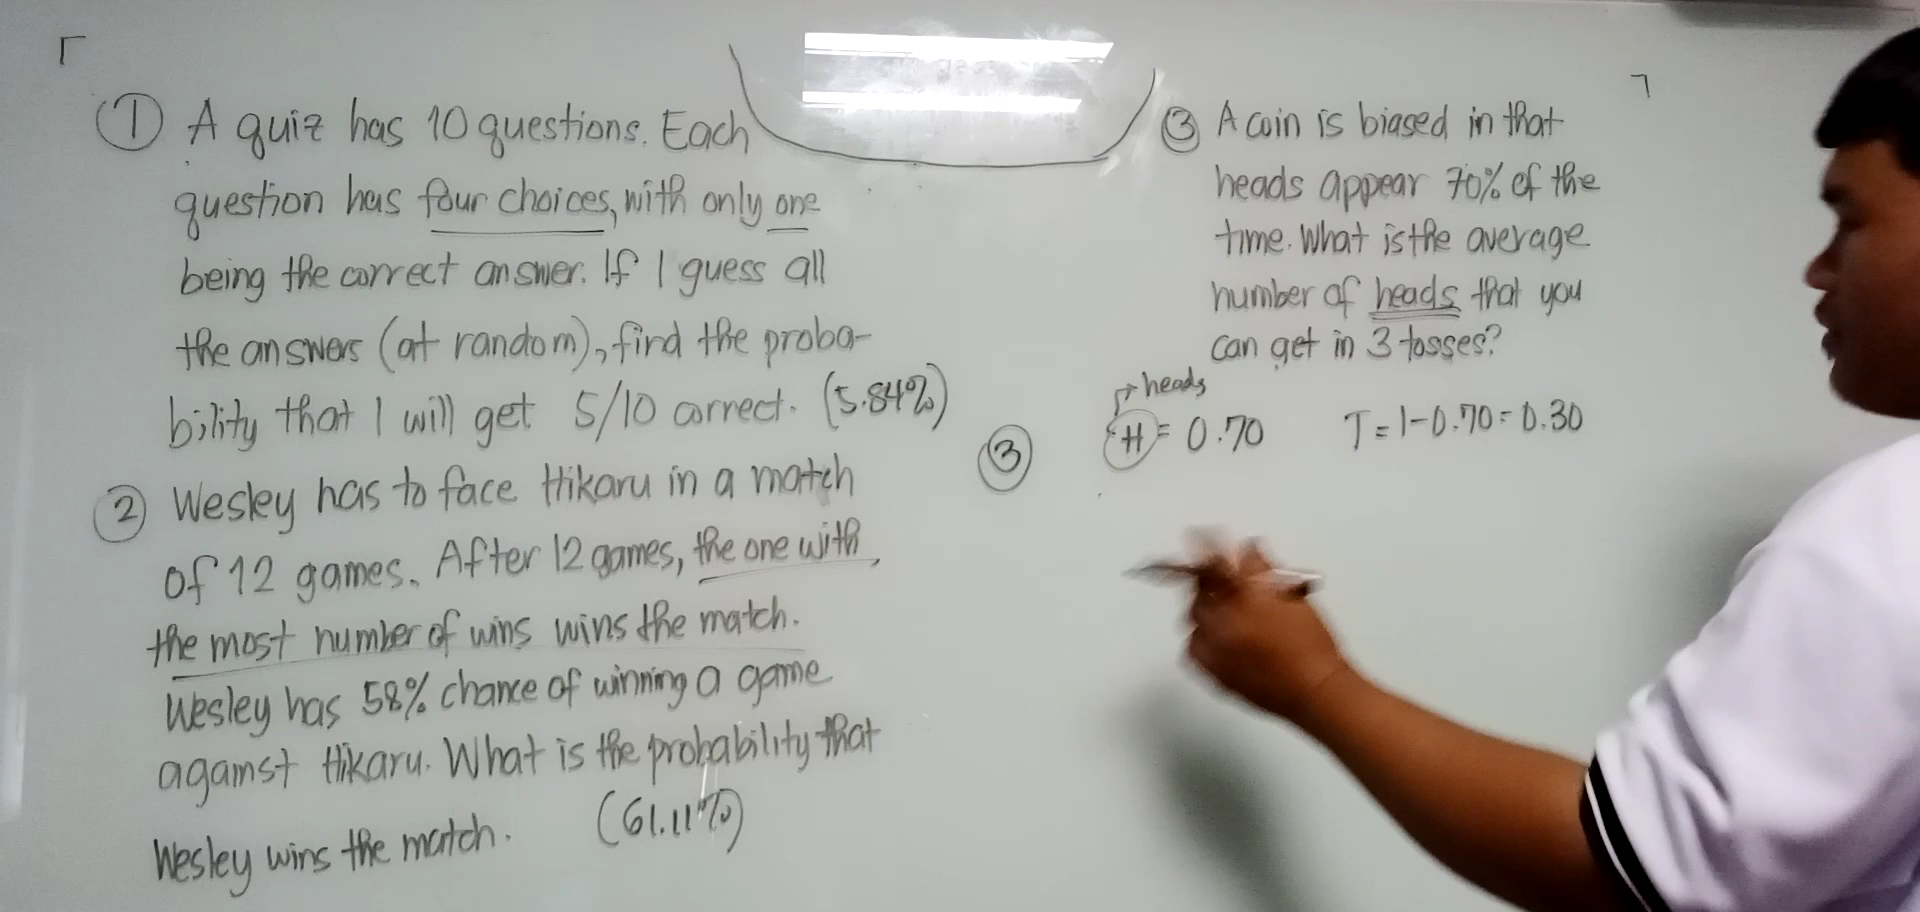 ① A quiz has 10 questions. Each
question has four choices, with only one
being the correct answer. If I guess all
the answers (at random), find the proba-
bility that I will get 5/10 correct. (5.84%)
② Wesley has to face Hikaru in a match
of 12 games. After 12 games, the one with
the most number of wins wins the match.
Wesley has 58% chance of winning a game
against Hikaru. What is the probability that
Wesley wins the match. (61.11%)
③ A coin is biased in that
heads appear 70% of the
time. What is the average
number of heads that you
can get in 3 tosses?
→ heads
③ H = 0.70 T = 1-0.70 = 0.30